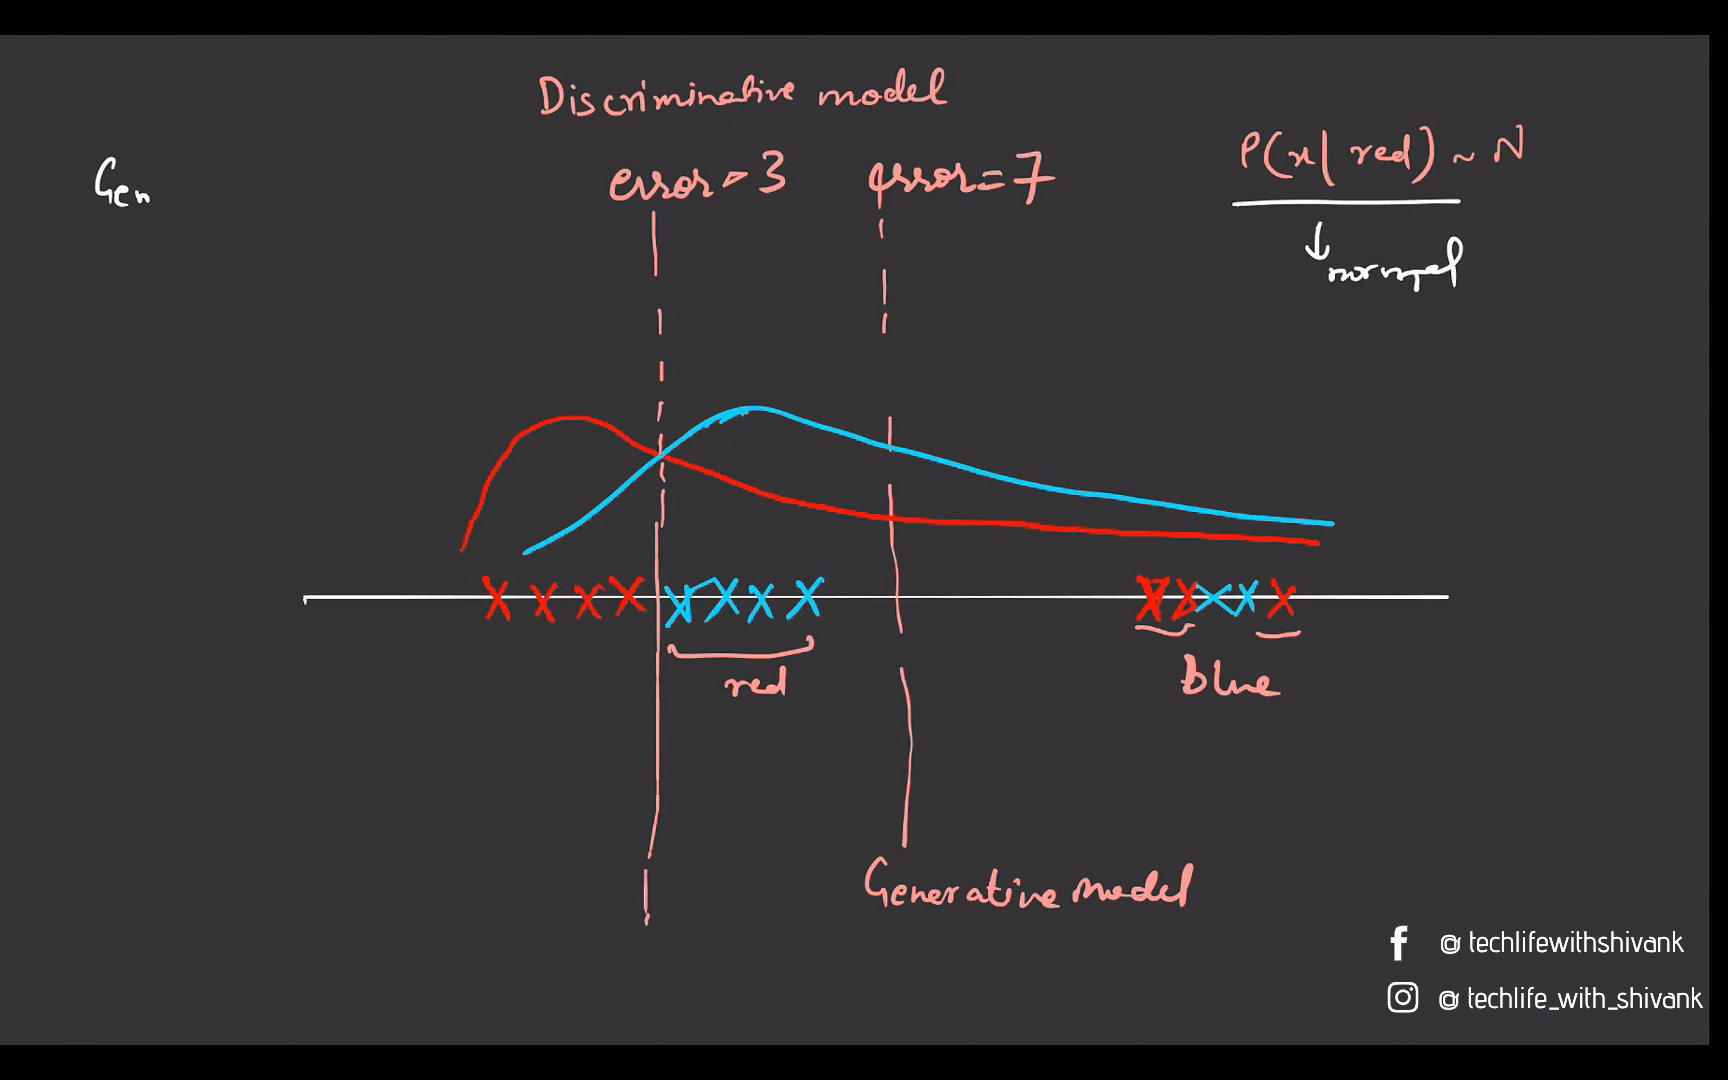 Discriminative model
error = 3
error = 7
P(x| red) ~ N
normal
Gen
red
Blue
Generative model
@ techlifewithshivank
@ techlife_with_shivank